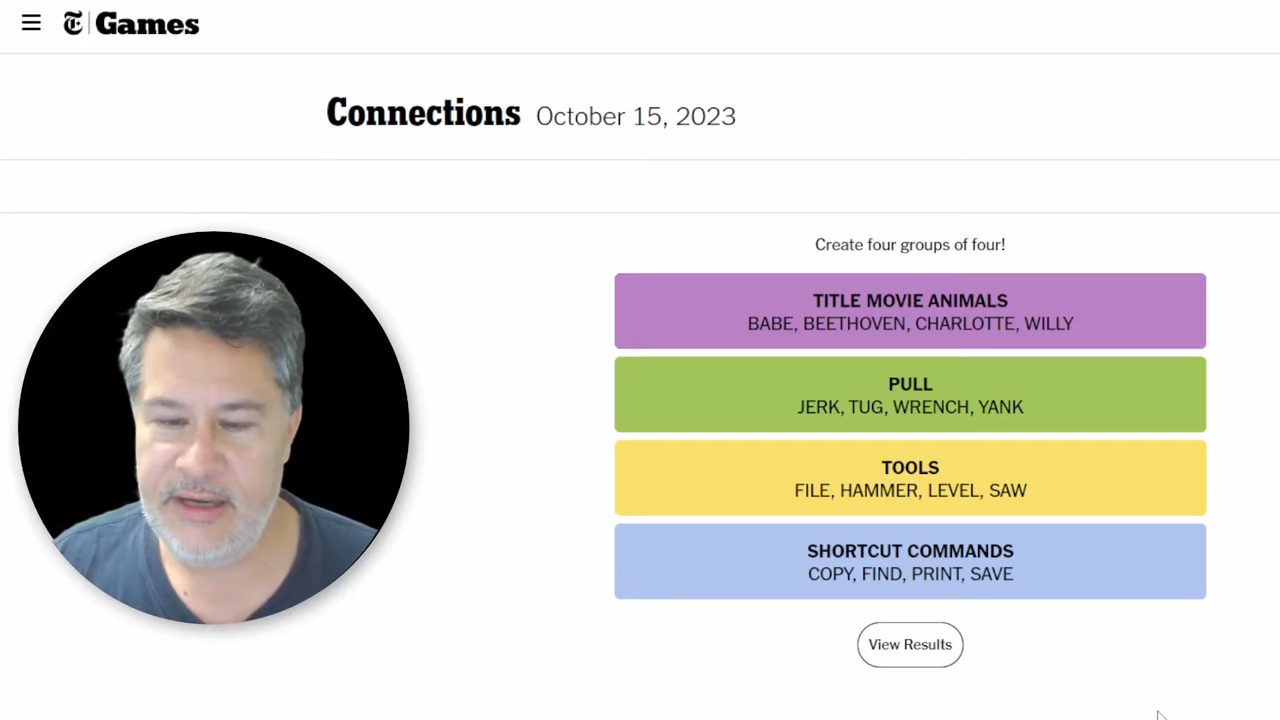 Games
Connections October 15, 2023
Create four groups of four!
TITLE MOVIE ANIMALS
BABE, BEETHOVEN, CHARLOTTE, WILLY
PULL
JERK, TUG, WRENCH, YANK
TOOLS
FILE, HAMMER, LEVEL, SAW
SHORTCUT COMMANDS
COPY, FIND, PRINT, SAVE
View Results